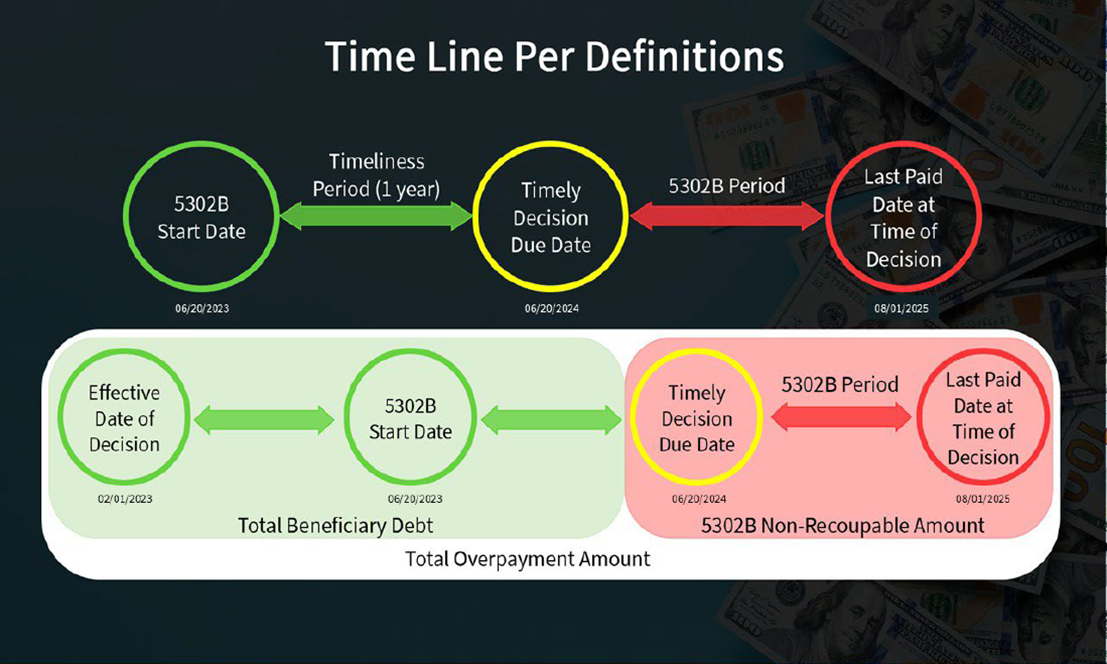 Time Line Per Definitions
5302B
Start Date
06/20/2023
Timeliness
Period (1 year)
Timely
Decision
Due Date
06/20/2024
5302B Period
Last Paid
Date at
Time of
Decision
08/01/2025
Effective
Date of
Decision
02/01/2023
5302B
Start Date
06/20/2023
Total Beneficiary Debt
Timely
Decision
Due Date
06/20/2024
5302B Period
Last Paid
Date at
Time of
Decision
08/01/2025
5302B Non-Recoupable Amount
Total Overpayment Amount